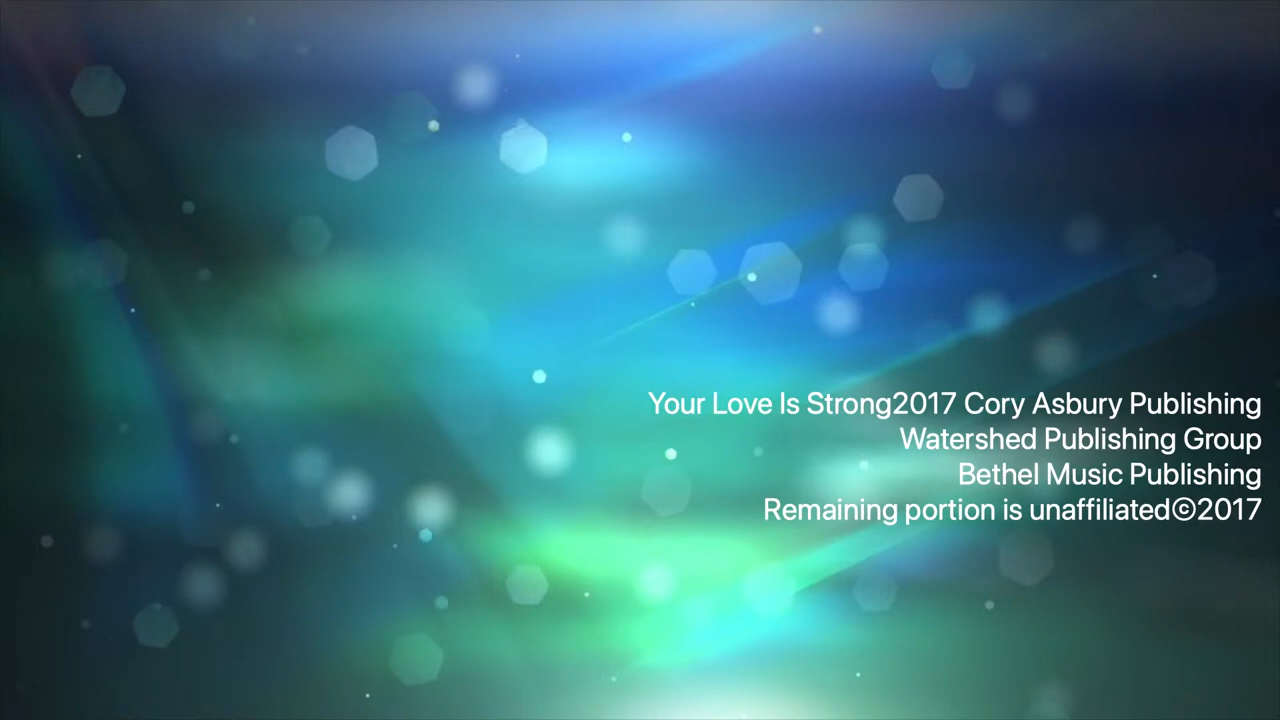 Your Love Is Strong2017 Cory Asbury Publishing
Watershed Publishing Group
Bethel Music Publishing
Remaining portion is unaffiliated©2017